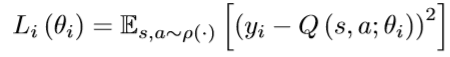 L_i (θ_i) = 𝔼_{s,a∼ρ(·)} [(y_i − Q (s, a; θ_i))^2]